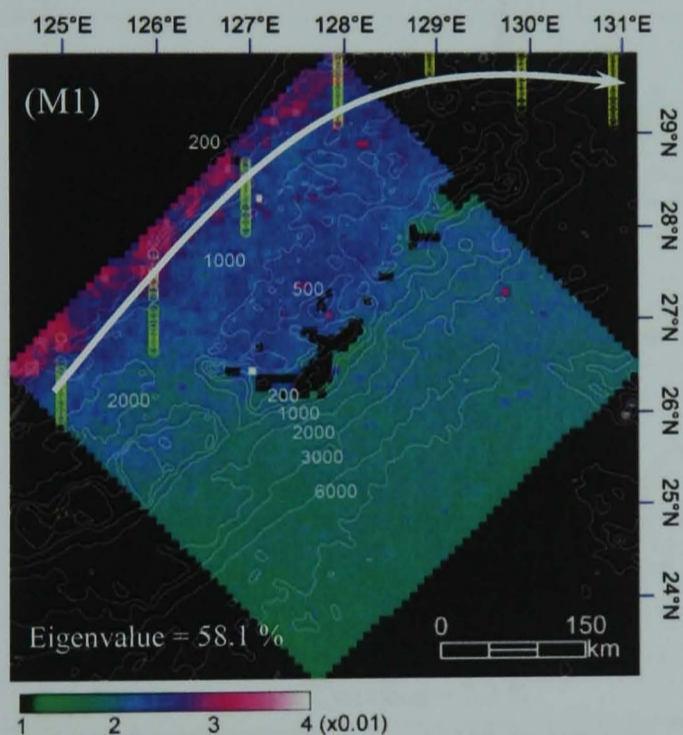 125°E 126°E 127°E 128°E 129°E 130°E 131°E
(M1)
200
29°N
28°N
1000
500
27°N
2000
200
26°N
1000
2000
3000
6000
25°N
24°N
Eigenvalue = 58.1 %
0 150
km
1 2 3 4 (x0.01)